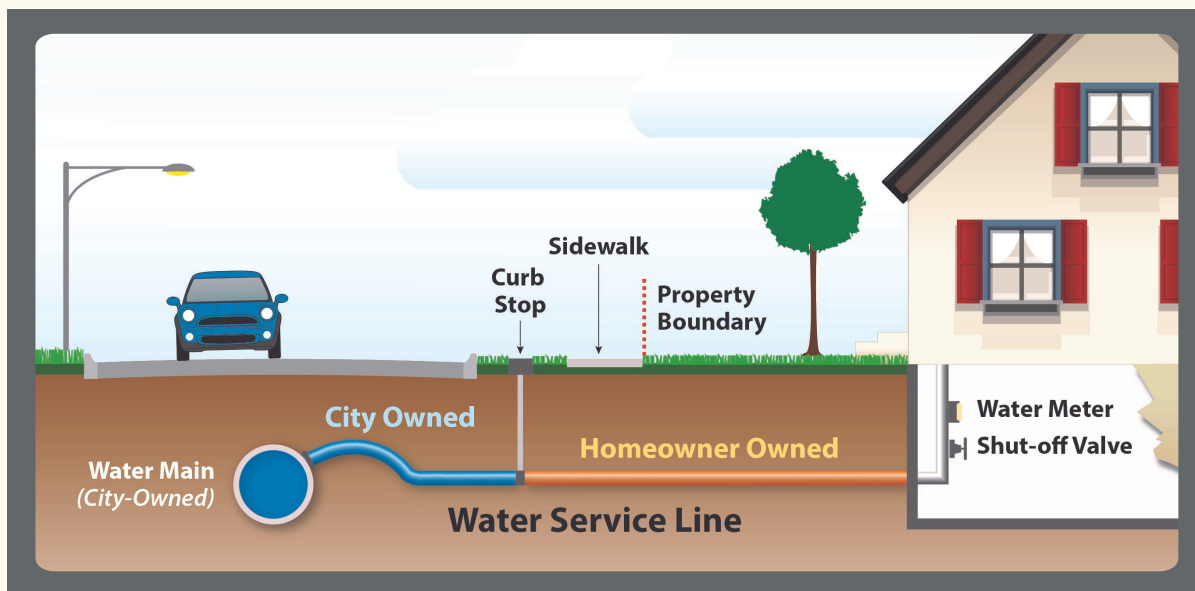 Sidewalk
Curb
Stop
Property
Boundary
City Owned
Homeowner Owned
Water Main
(City-Owned)
Water Service Line
Water Meter
Shut-off Valve